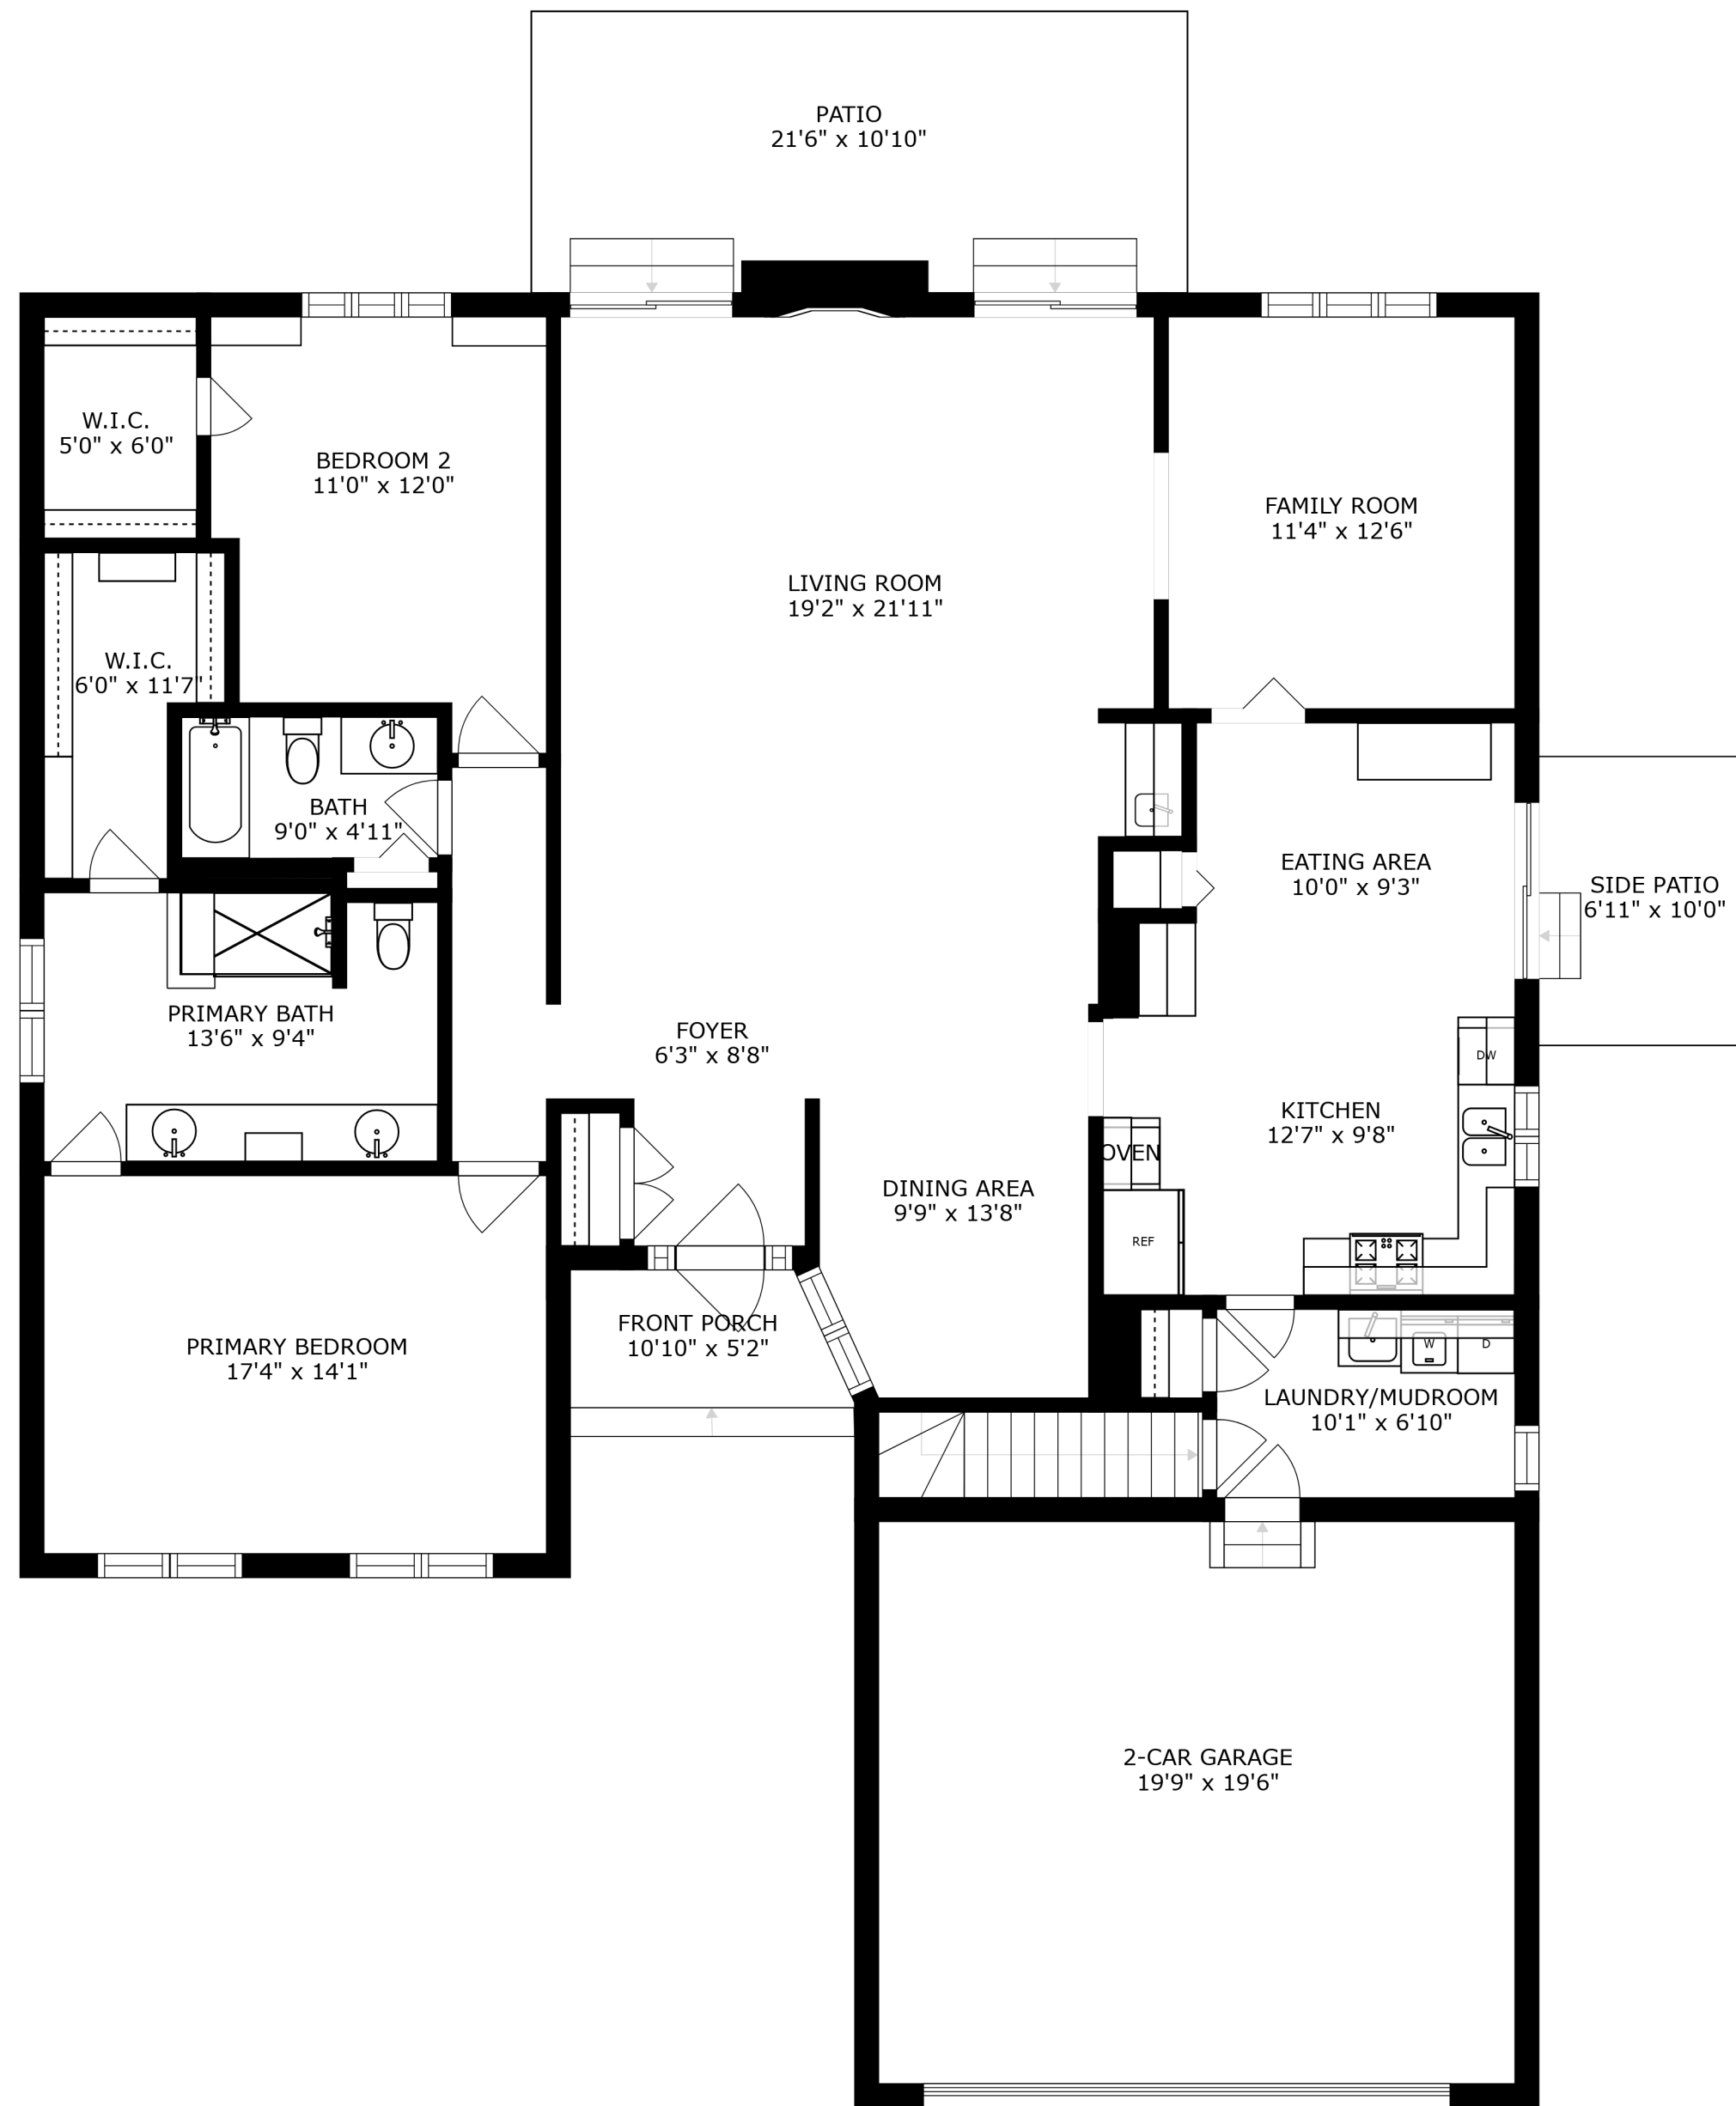 PATIO
21'6" x 10'10"
W.I.C.
5'0" x 6'0"
BEDROOM 2
11'0" x 12'0"
FAMILY ROOM
11'4" x 12'6"
LIVING ROOM
19'2" x 21'11"
W.I.C.
6'0" x 11'7"
BATH
9'0" x 4'11"
EATING AREA
10'0" x 9'3"
SIDE PATIO
6'11" x 10'0"
PRIMARY BATH
13'6" x 9'4"
FOYER
6'3" x 8'8"
DW
KITCHEN
12'7" x 9'8"
OVEN
DINING AREA
9'9" x 13'8"
REF
FRONT PORCH
10'10" x 5'2"
PRIMARY BEDROOM
17'4" x 14'1"
W
D
LAUNDRY/MUDROOM
10'1" x 6'10"
2-CAR GARAGE
19'9" x 19'6"